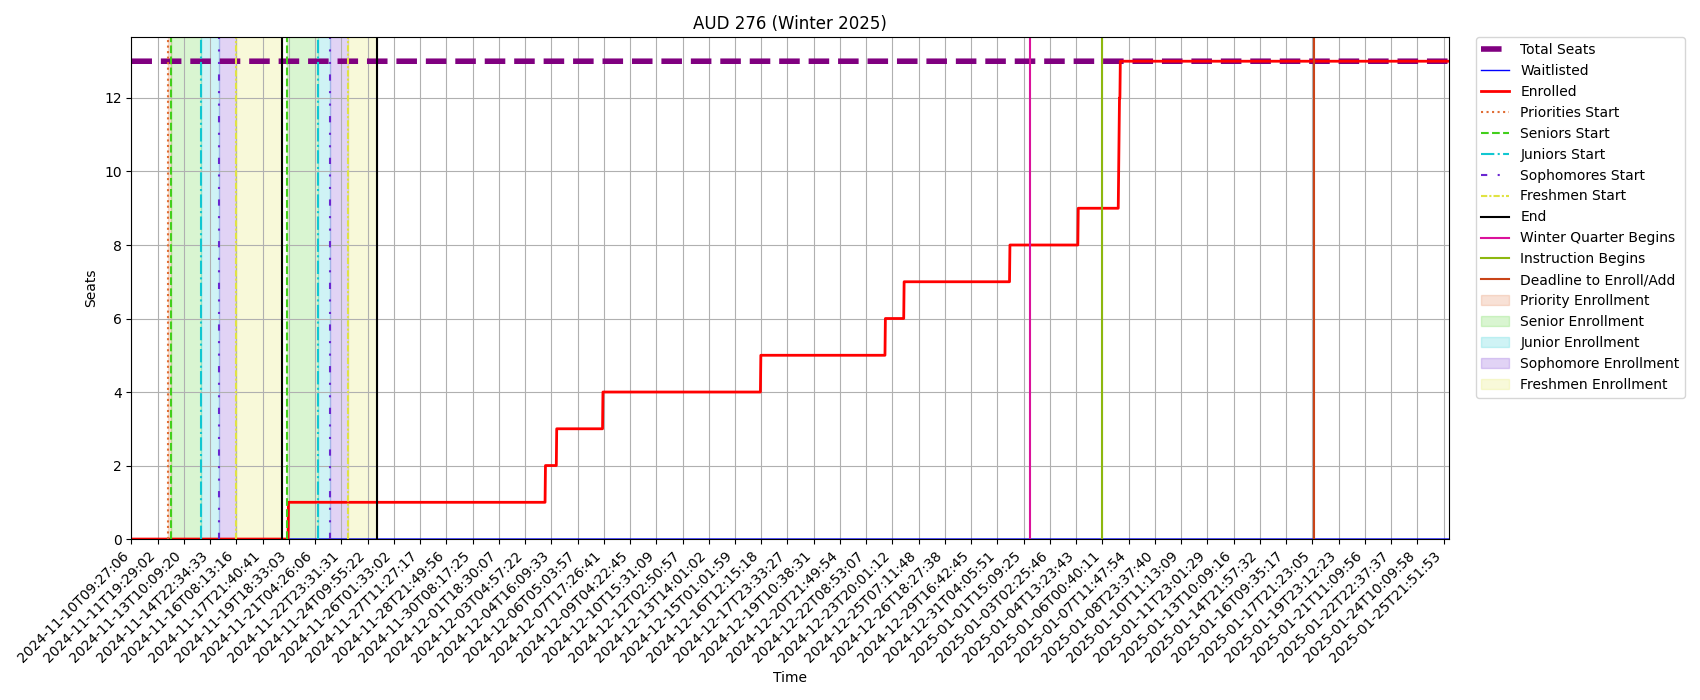 AUD 276 (Winter 2025)
Seats
12
10
8
6
4
2
0
2024-11-10T09:27:06
2024-11-11T19:29:02
2024-11-13T10:09:20
2024-11-14T22:34:33
2024-11-16T08:13:16
2024-11-17T21:40:41
2024-11-19T18:33:03
2024-11-21T04:26:06
2024-11-22T23:31:31
2024-11-24T09:55:22
2024-11-26T01:33:02
2024-11-27T11:27:17
2024-11-28T21:49:56
2024-11-30T08:17:25
2024-12-01T18:30:07
2024-12-03T04:57:22
2024-12-04T16:09:33
2024-12-06T05:03:57
2024-12-07T17:26:41
2024-12-09T04:22:45
2024-12-10T15:31:09
2024-12-12T02:50:57
2024-12-13T14:01:02
2024-12-15T01:01:59
2024-12-16T12:15:18
2024-12-17T23:33:27
2024-12-19T10:38:31
2024-12-20T21:49:54
2024-12-22T08:53:07
2024-12-23T20:01:12
2024-12-25T07:11:48
2024-12-26T18:27:38
2024-12-29T16:42:45
2024-12-31T04:05:51
2025-01-01T15:09:25
2025-01-03T02:25:46
2025-01-04T13:23:43
2025-01-06T00:40:11
2025-01-07T11:47:54
2025-01-08T23:37:40
2025-01-10T11:13:09
2025-01-11T23:01:29
2025-01-13T10:09:16
2025-01-14T21:57:32
2025-01-16T09:35:17
2025-01-17T21:23:05
2025-01-19T23:12:23
2025-01-21T11:09:56
2025-01-22T22:37:37
2025-01-24T10:09:58
2025-01-25T21:51:53
Time
Total Seats
Waitlisted
Enrolled
Priorities Start
Seniors Start
Juniors Start
Sophomores Start
Freshmen Start
End
Winter Quarter Begins
Instruction Begins
Deadline to Enroll/Add
Priority Enrollment
Senior Enrollment
Junior Enrollment
Sophomore Enrollment
Freshmen Enrollment